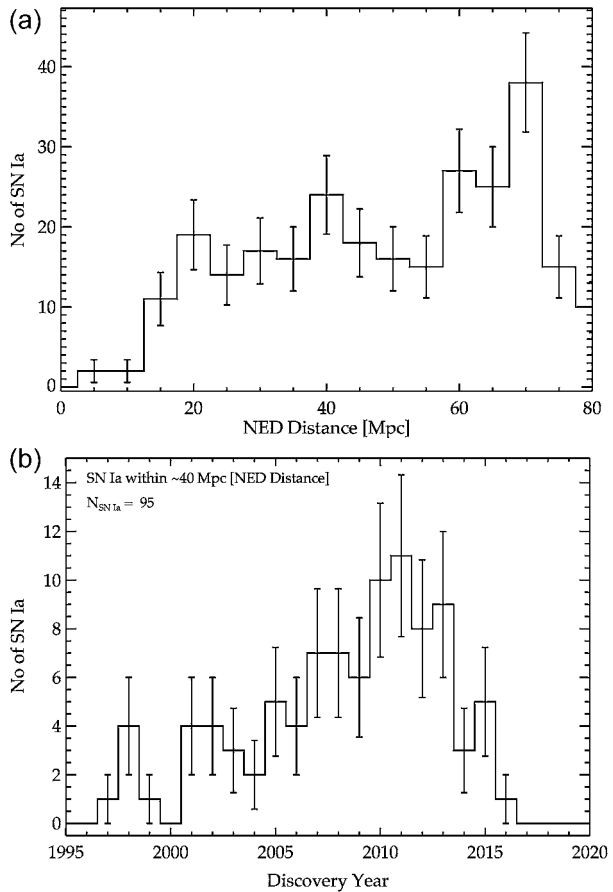 (a)
40
30
20
10
0
No of SN Ia
0 20 40 60 80
NED Distance [Mpc]
(b)
SN Ia within ~40 Mpc [NED Distance]
N_SN Ia = 95
14
12
10
8
6
4
2
0
No of SN Ia
1995 2000 2005 2010 2015 2020
Discovery Year